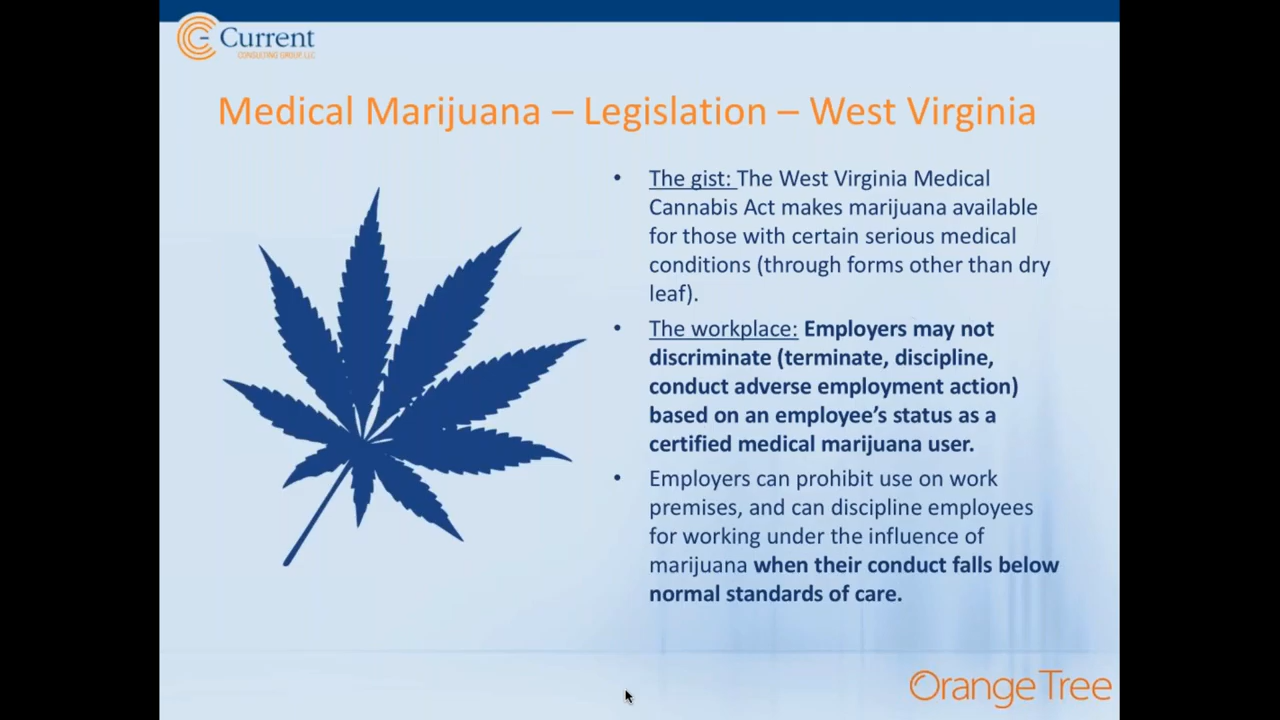 Current
CONSULTING GROUP, LLC
Medical Marijuana – Legislation – West Virginia
• The gist: The West Virginia Medical
Cannabis Act makes marijuana available
for those with certain serious medical
conditions (through forms other than dry
leaf).
• The workplace: Employers may not
discriminate (terminate, discipline,
conduct adverse employment action)
based on an employee's status as a
certified medical marijuana user.
• Employers can prohibit use on work
premises, and can discipline employees
for working under the influence of
marijuana when their conduct falls below
normal standards of care.
OrangeTree